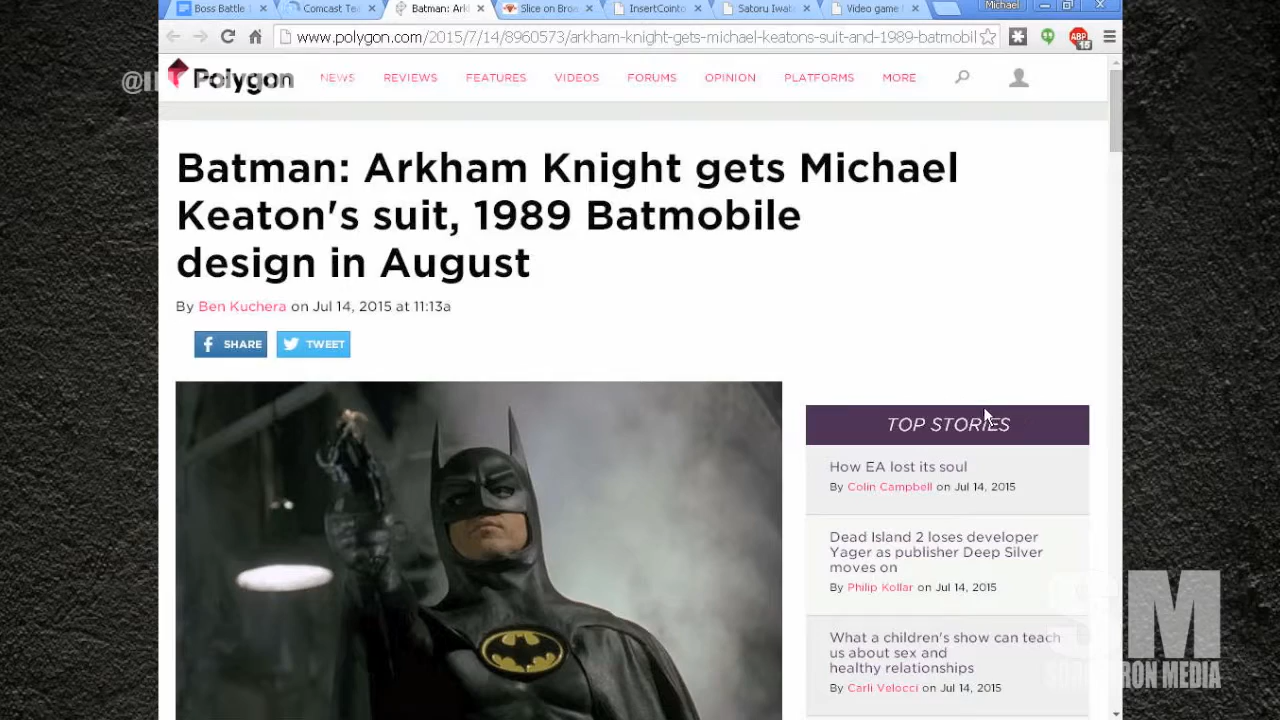 Boss Battle
Comcast Te
Batman: Ark
Slice on Bro
InsertCointo
Satoru Iwat
Video game
Michael
www.polygon.com/2015/7/14/8960573/arkham-knight-gets-michael-keatons-suit-and-1989-batmobil
ABP
15
Polygon
NEWS
REVIEWS
FEATURES
VIDEOS
FORUMS
OPINION
PLATFORMS
MORE
Batman: Arkham Knight gets Michael
Keaton's suit, 1989 Batmobile
design in August
By Ben Kuchera on Jul 14, 2015 at 11:13a
SHARE
TWEET
TOP STORIES
How EA lost its soul
By Colin Campbell on Jul 14, 2015
Dead Island 2 loses developer
Yager as publisher Deep Silver
moves on
By Philip Kollar on Jul 14, 2015
What a children's show can teach
us about sex and
healthy relationships
By Carli Velocci on Jul 14, 2015
SM
MEDIA